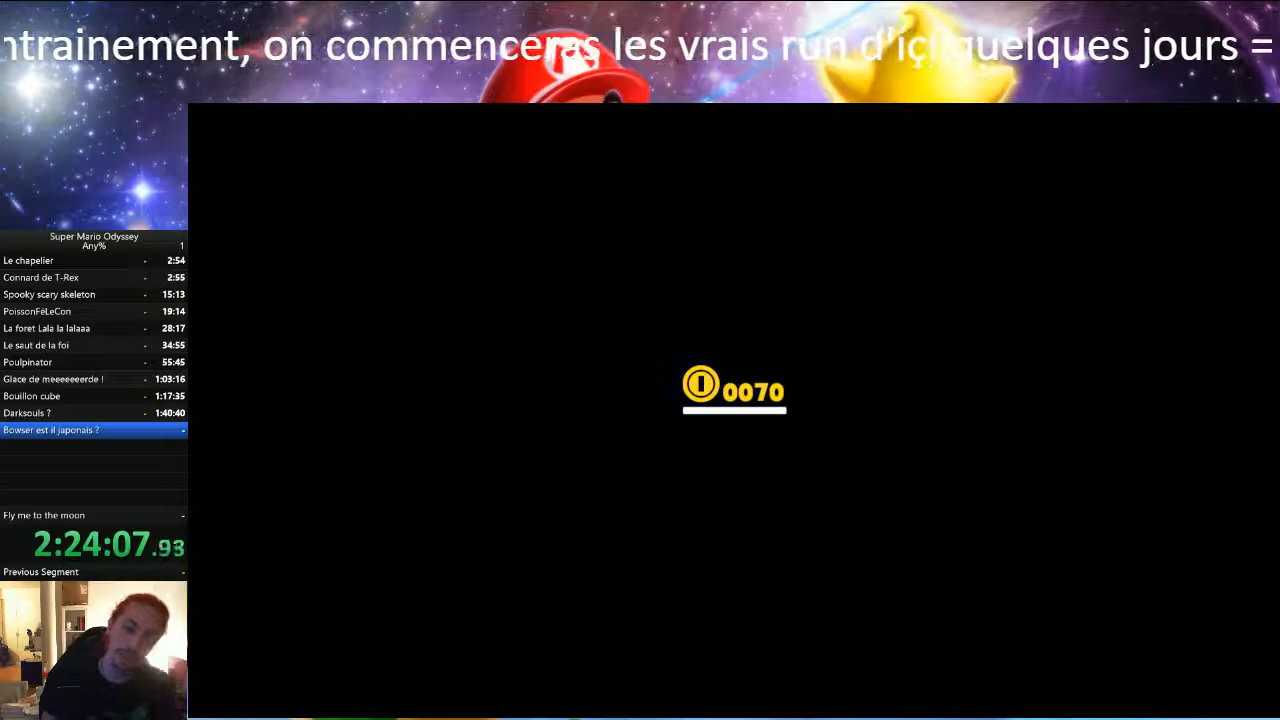 ntrainement, on commenceras les vrais run d'içi quelques jours =
Super Mario Odyssey
Any% 1
Le chapelier - 2:54
Connard de T-Rex - 2:55
Spooky scary skeleton - 15:13
PoissonFéLeCon - 19:14
La foret Lala la lalaaa - 28:17
Le saut de la foi - 34:55
Poulpinator - 55:45
Glace de meeeeeeerde ! - 1:03:16
Bouillon cube - 1:17:35
Darksouls ? - 1:40:40
Bowser est il japonais ? -
0070
Fly me to the moon -
2:24:07.93
Previous Segment -